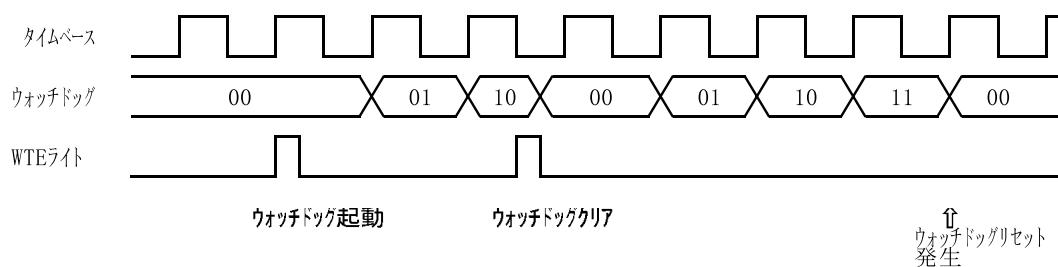 タイムベース
ウォッチドッグ 00 01 10 00 01 10 11 00
WTEライト
ウォッチドッグ起動 ウォッチドッグクリア
⇧
ウォッチドッグリセット
発生